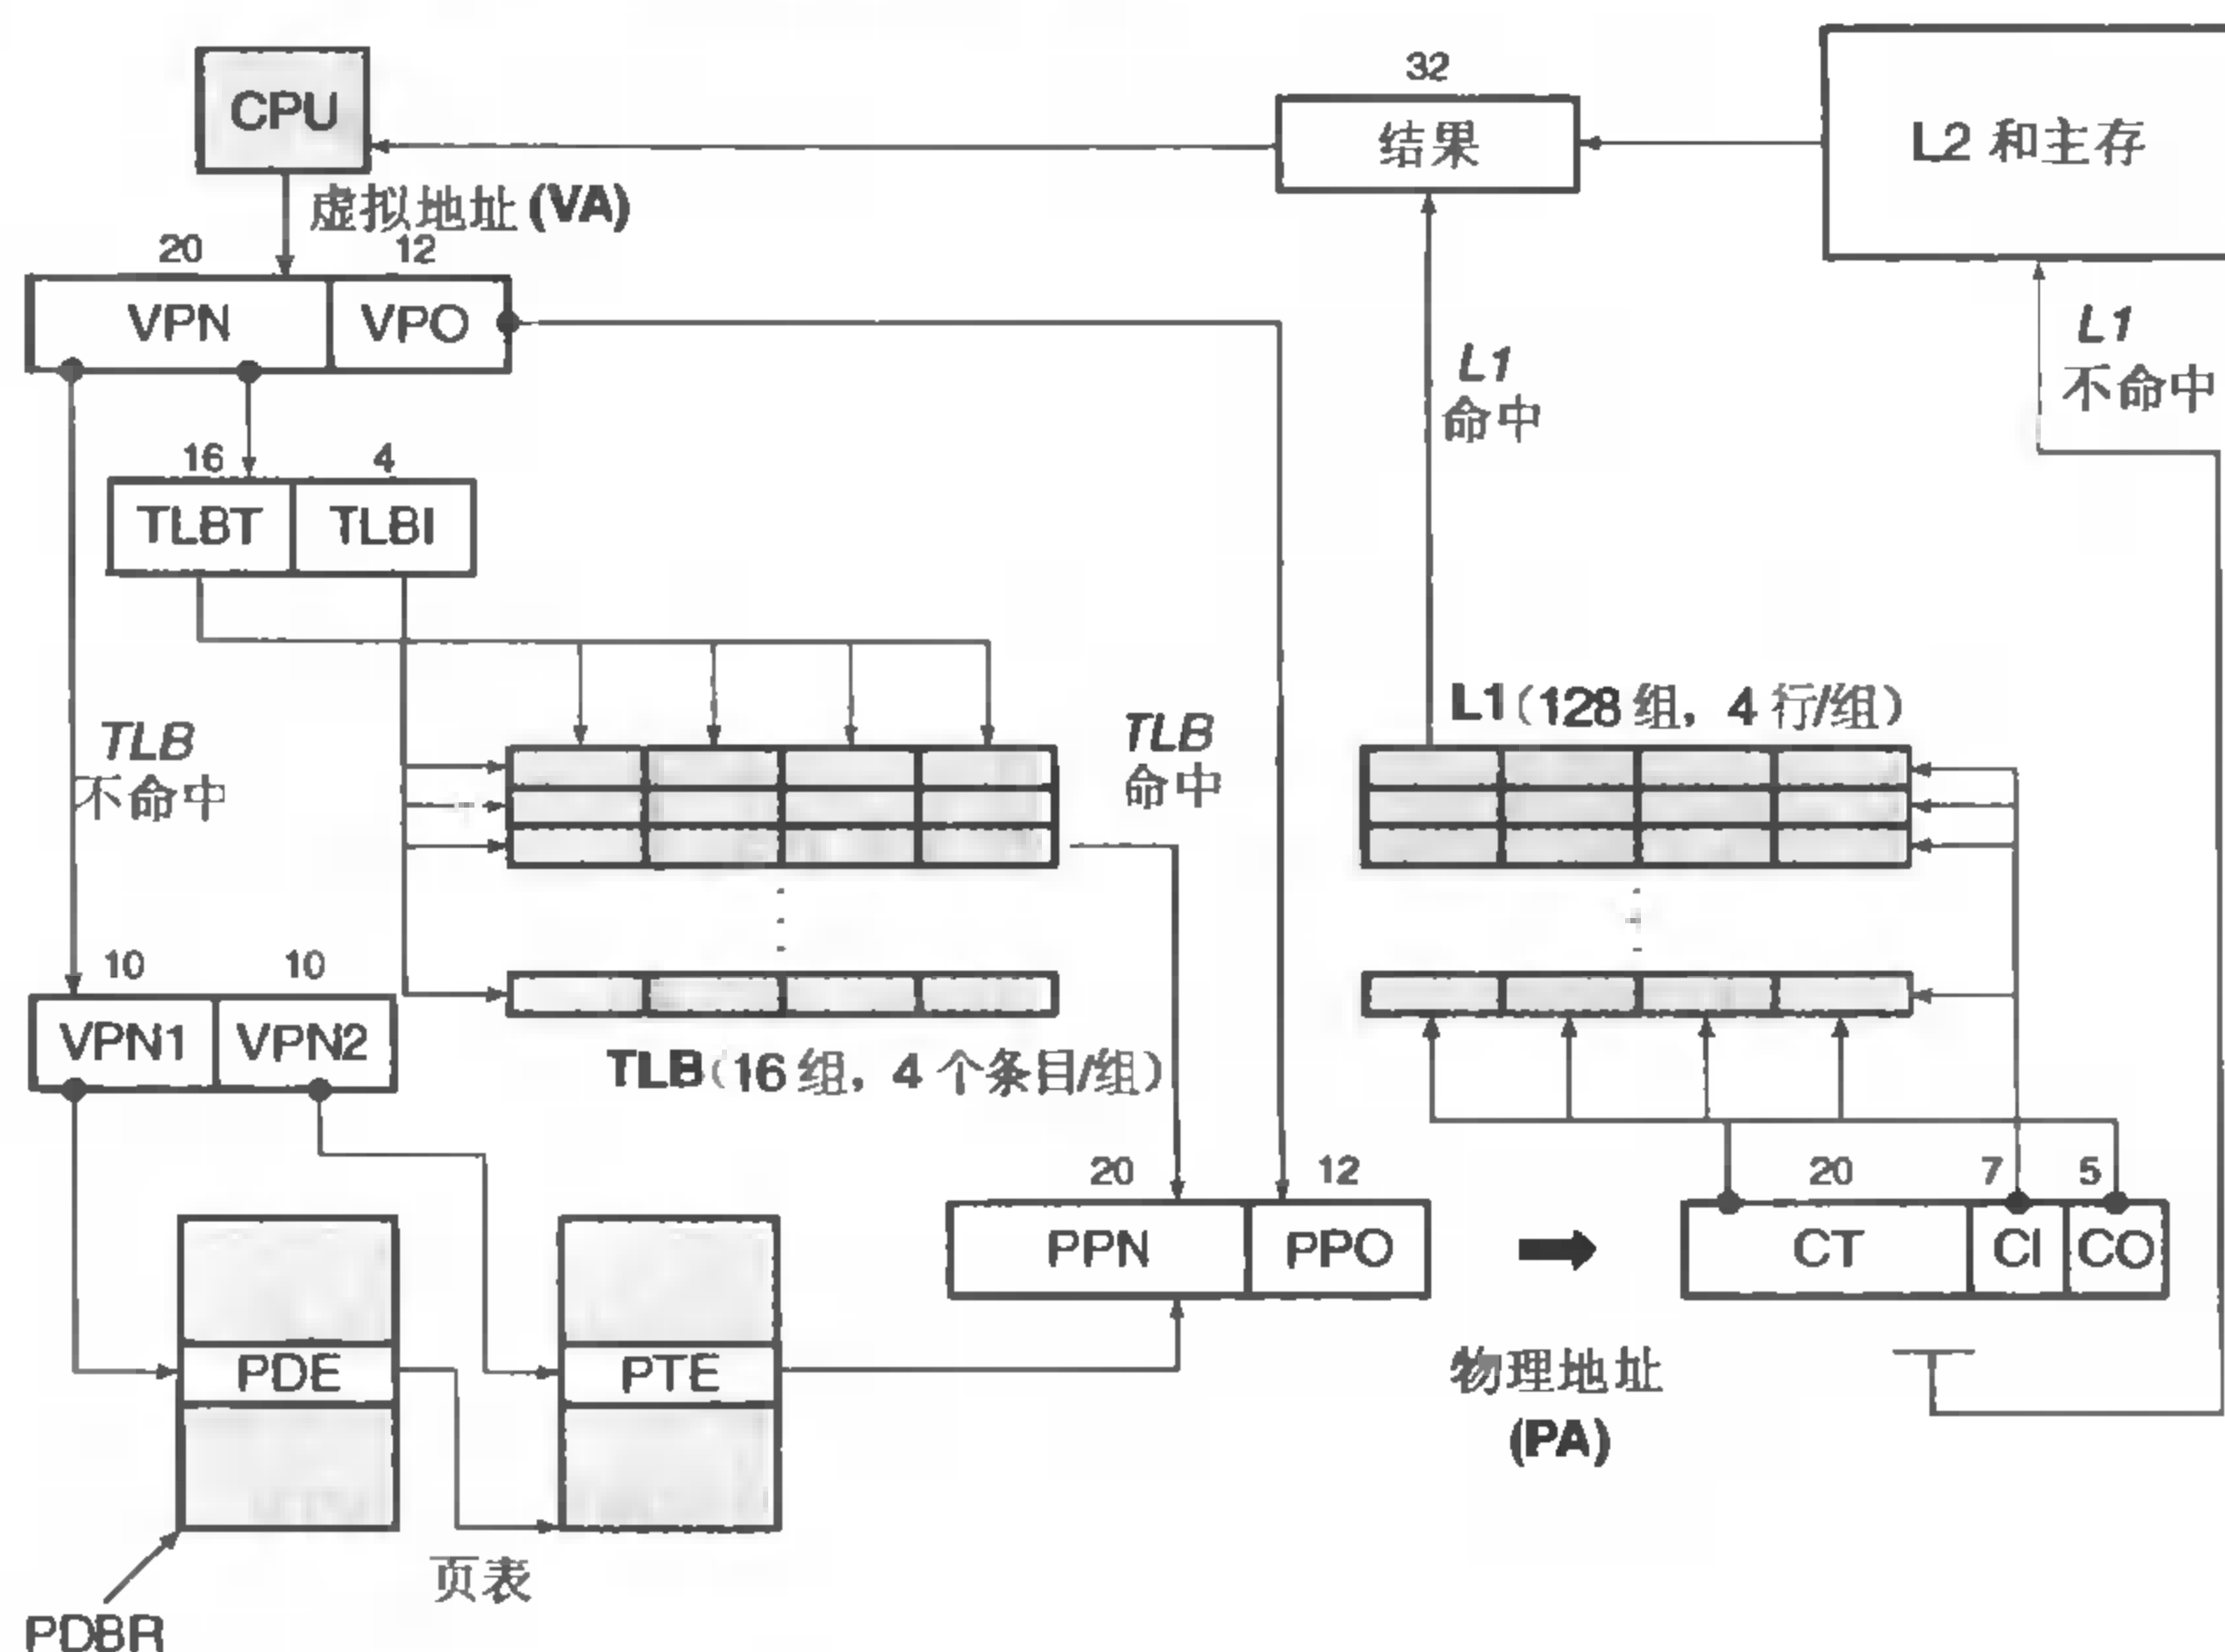 CPU
32
结果
L2 和主存
虚拟地址(VA)
20
12
VPN
VPO
L1
命中
L1
不命中
16
4
TLBT
TLBI
TLB
不命中
TLB
命中
L1(128 组，4 行/组)
10
10
VPN1
VPN2
TLB(16 组，4 个条目/组)
20
12
PPN
PPO
20
7
5
CT
CI
CO
物理地址
(PA)
PDE
PTE
页表
PDBR